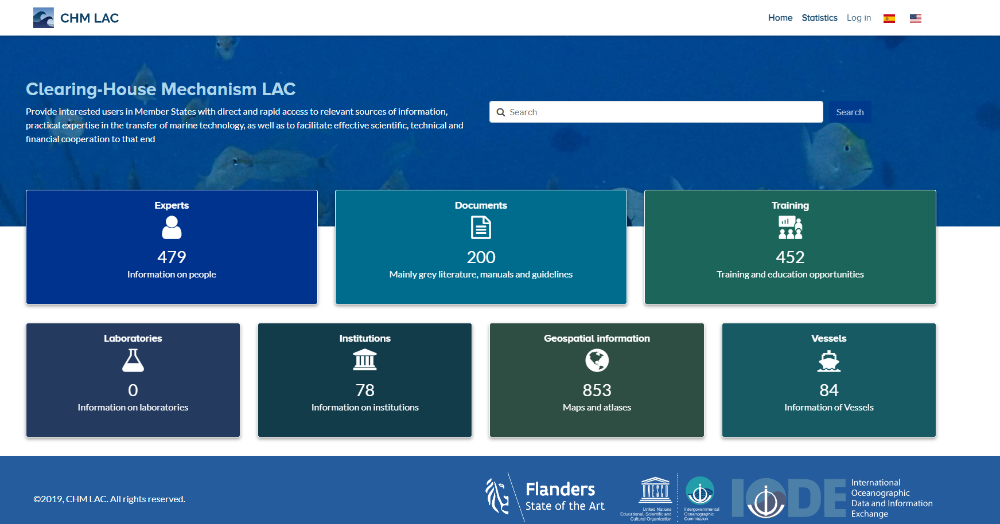 CHM LAC
Home Statistics Log in
Clearing-House Mechanism LAC
Provide interested users in Member States with direct and rapid access to relevant sources of information,
practical expertise in the transfer of marine technology, as well as to facilitate effective scientific, technical and
financial cooperation to that end
Search
Search
Experts
479
Information on people
Documents
200
Mainly grey literature, manuals and guidelines
Training
452
Training and education opportunities
Laboratories
0
Information on laboratories
Institutions
78
Information on institutions
Geospatial information
853
Maps and atlases
Vessels
84
Information of Vessels
©2019, CHM LAC. All rights reserved.
Flanders
State of the Art
UNESCO
United Nations
Educational, Scientific and
Cultural Organization
Intergovernmental
Oceanographic
Commission
IODE
International
Oceanographic
Data and Information
Exchange